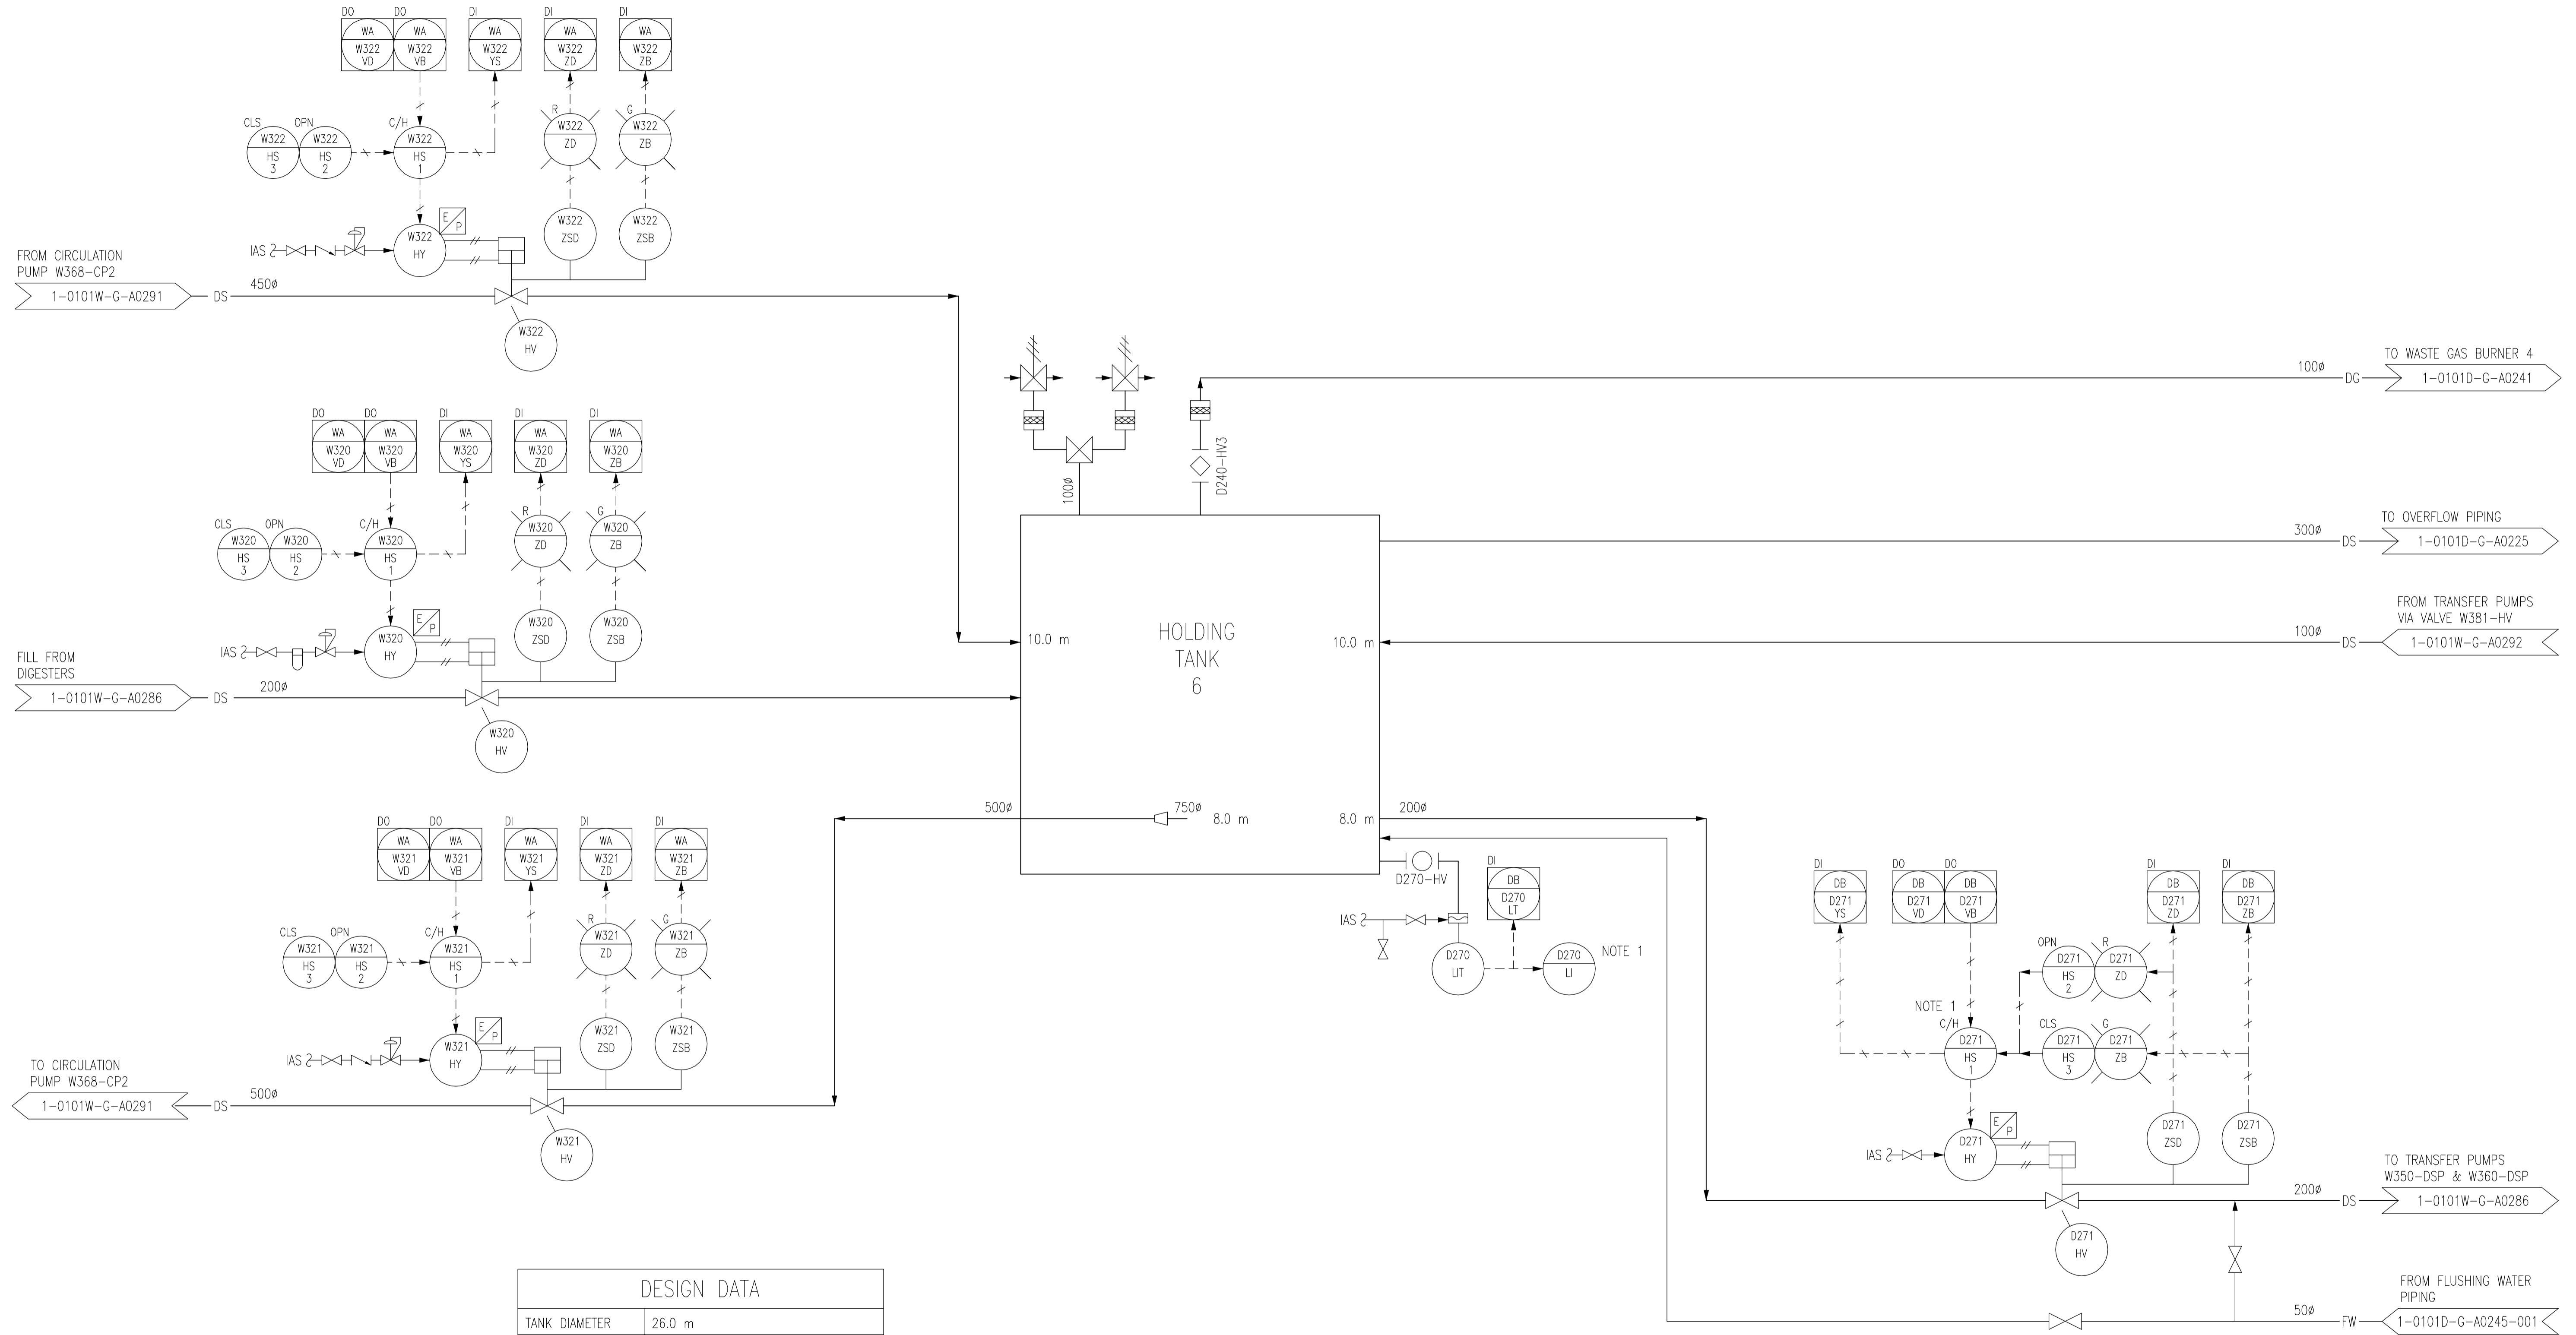 DO DO DI DI DI
WA WA WA WA WA
W322 W322 W322 W322 W322
VD VB YS ZD ZB
R G
CLS OPN C/H
W322 W322 W322 W322 W322
HS HS HS ZD ZB
3 2 1
E/P
W322 W322 W322
HY ZSD ZSB
IAS
FROM CIRCULATION
PUMP W368-CP2
1-0101W-G-A0291 DS 450ø
W322
HV
DO DO DI DI DI
WA WA WA WA WA
W320 W320 W320 W320 W320
VD VB YS ZD ZB
R G
CLS OPN C/H
W320 W320 W320 W320 W320
HS HS HS ZD ZB
3 2 1
E/P
W320 W320 W320
HY ZSD ZSB
IAS
FILL FROM
DIGESTERS
1-0101W-G-A0286 DS 200ø
W320
HV
DO DO DI DI DI
WA WA WA WA WA
W321 W321 W321 W321 W321
VD VB YS ZD ZB
R G
CLS OPN C/H
W321 W321 W321 W321 W321
HS HS HS ZD ZB
3 2 1
E/P
W321 W321 W321
HY ZSD ZSB
IAS
TO CIRCULATION
PUMP W368-CP2
1-0101W-G-A0291 DS 500ø
W321
HV
100ø
D240-HV3
HOLDING
TANK
6
10.0 m
10.0 m
500ø 750ø 8.0 m
8.0 m 200ø
D270-HV
IAS
DI
DB
D270
LT
D270
LIT
D270
LI
NOTE 1
TO WASTE GAS BURNER 4
100ø DG 1-0101D-G-A0241
TO OVERFLOW PIPING
300ø DS 1-0101D-G-A0225
FROM TRANSFER PUMPS
VIA VALVE W381-HV
100ø DS 1-0101W-G-A0292
DI DO DO DI DI
DB DB DB DB DB
D271 D271 D271 D271 D271
YS VD VB ZD ZB
OPN R
D271 D271
HS ZD
2
NOTE 1
C/H CLS G
D271 D271 D271
HS HS ZB
1 3
E/P
D271 D271 D271
HY ZSD ZSB
IAS
TO TRANSFER PUMPS
W350-DSP & W360-DSP
200ø DS 1-0101W-G-A0286
D271
HV
FROM FLUSHING WATER
PIPING
50ø FW 1-0101D-G-A0245-001
DESIGN DATA
TANK DIAMETER 26.0 m